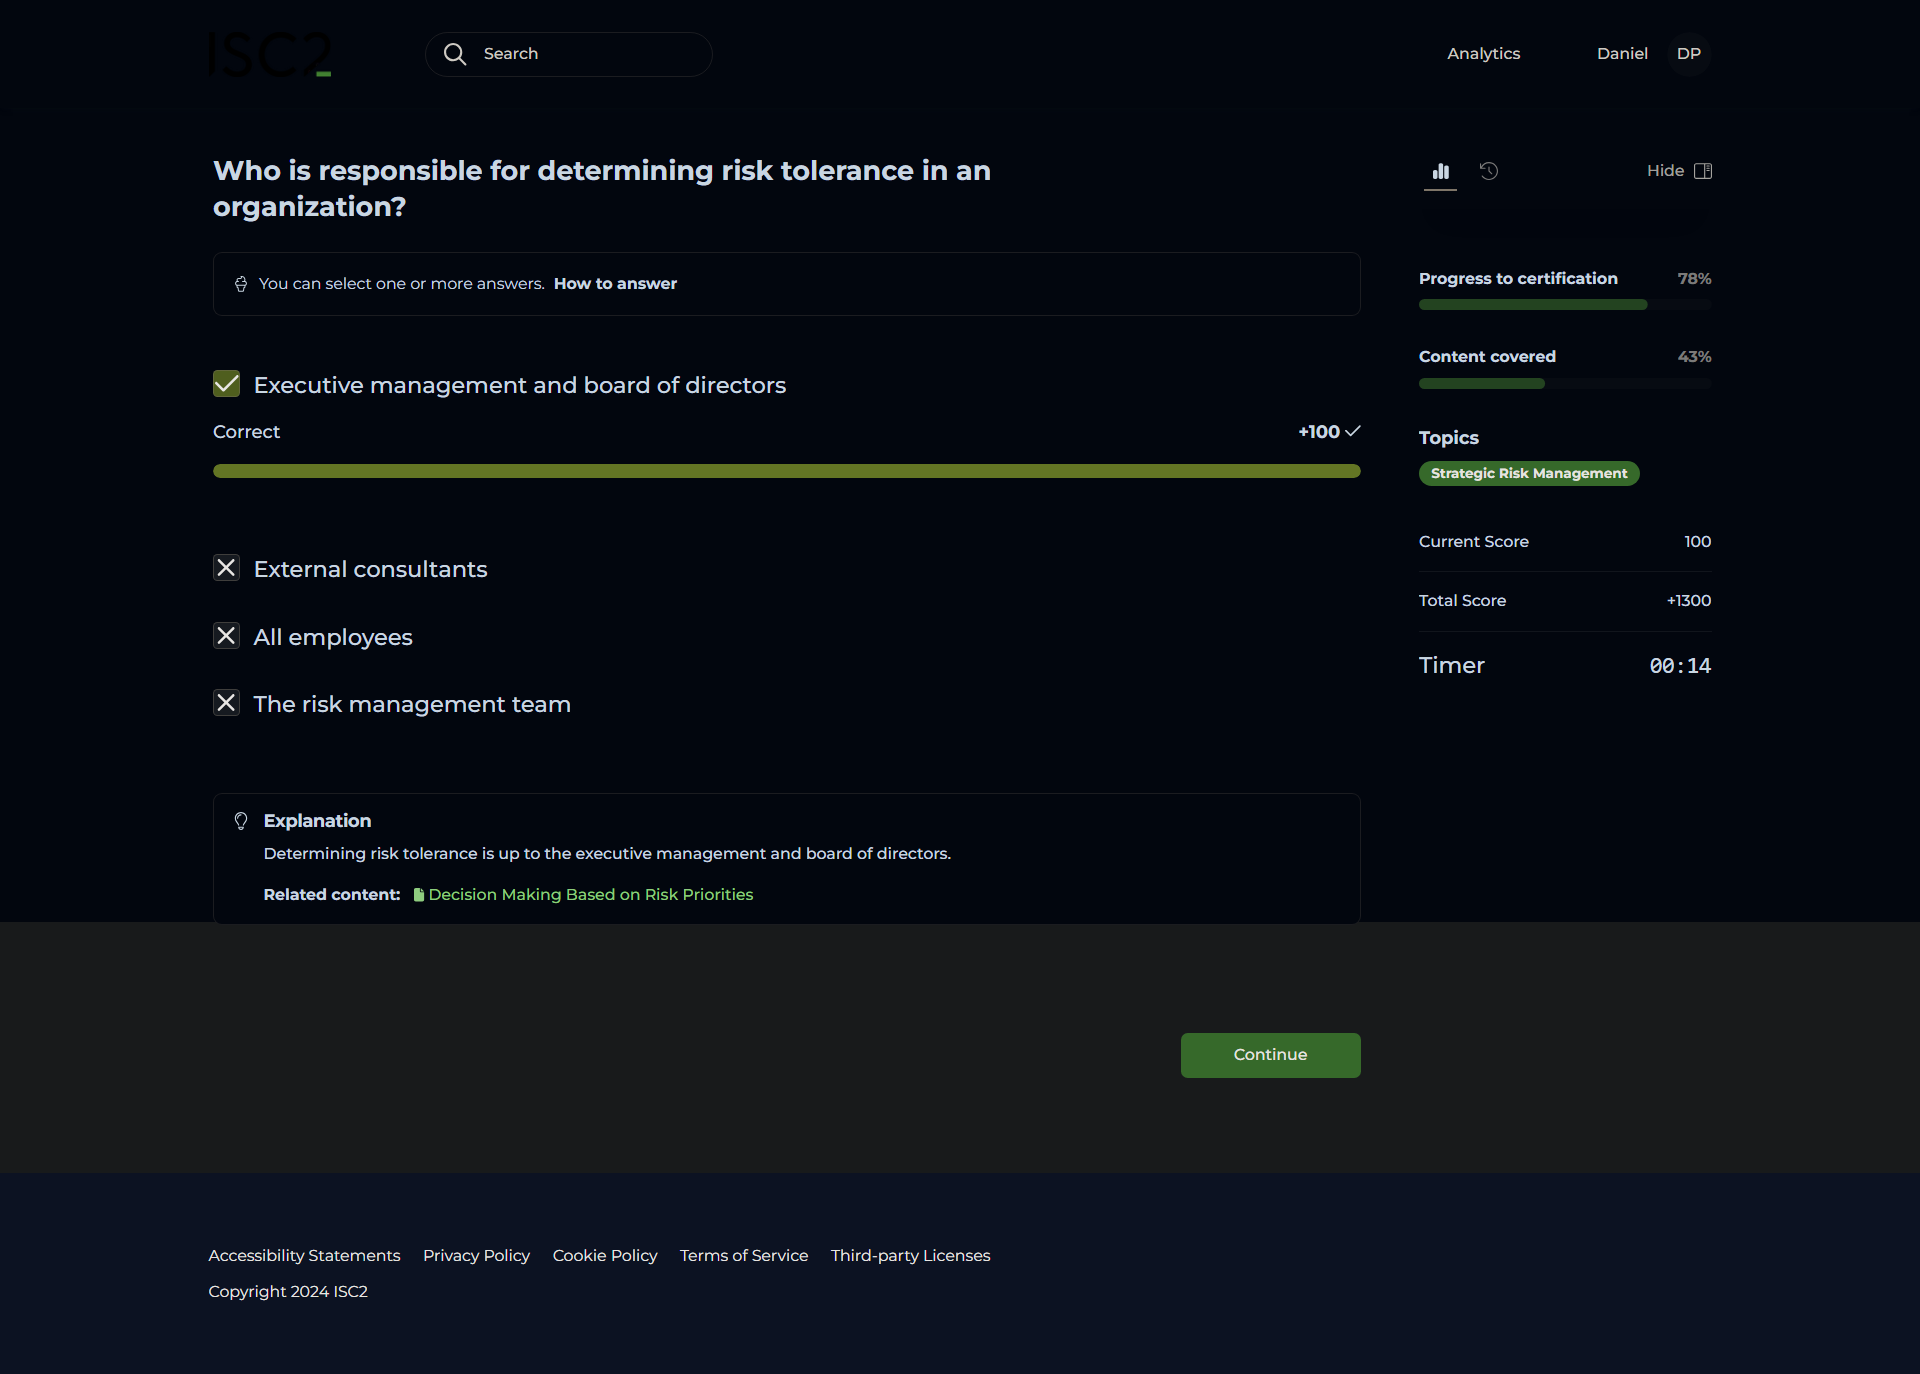 ISC2
Search
Analytics
Daniel
DP
Who is responsible for determining risk tolerance in an
organization?
You can select one or more answers. How to answer
Executive management and board of directors
Correct
+100
External consultants
All employees
The risk management team
Explanation
Determining risk tolerance is up to the executive management and board of directors.
Related content: Decision Making Based on Risk Priorities
Hide
Progress to certification 78%
Content covered 43%
Topics
Strategic Risk Management
Current Score 100
Total Score +1300
Timer 00:14
Continue
Accessibility Statements Privacy Policy Cookie Policy Terms of Service Third-party Licenses
Copyright 2024 ISC2